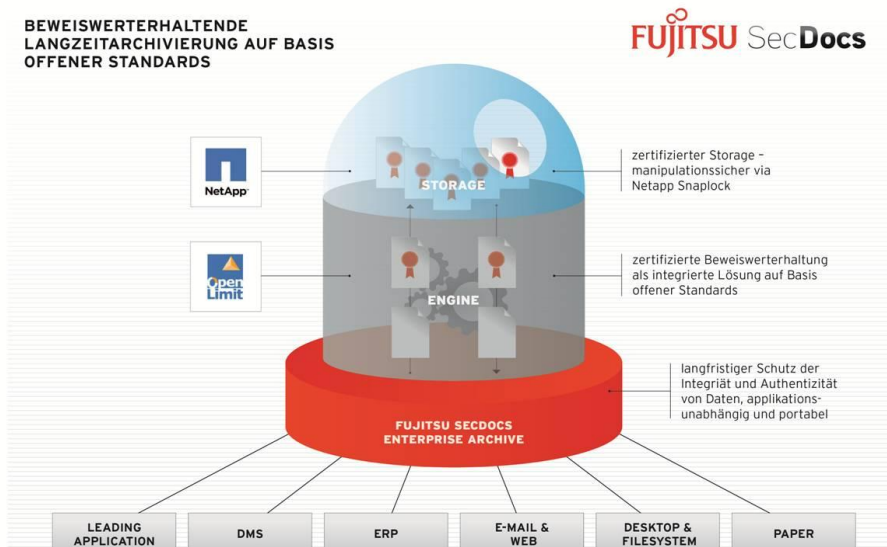 BEWEISWERTERHALTENDE
LANGZEITARCHIVIERUNG AUF BASIS
OFFENER STANDARDS
FUJITSU SecDocs
NetApp
STORAGE
zertifizierter Storage –
manipulationssicher via
Netapp Snaplock
Open
Limit
ENGINE
zertifizierte Beweiswerterhaltung
als integrierte Lösung auf Basis
offener Standards
langfristiger Schutz der
Integriät und Authentizität
von Daten, applikations-
unabhängig und portabel
FUJITSU SECDOCS
ENTERPRISE ARCHIVE
LEADING
APPLICATION
DMS
ERP
E-MAIL &
WEB
DESKTOP &
FILESYSTEM
PAPER